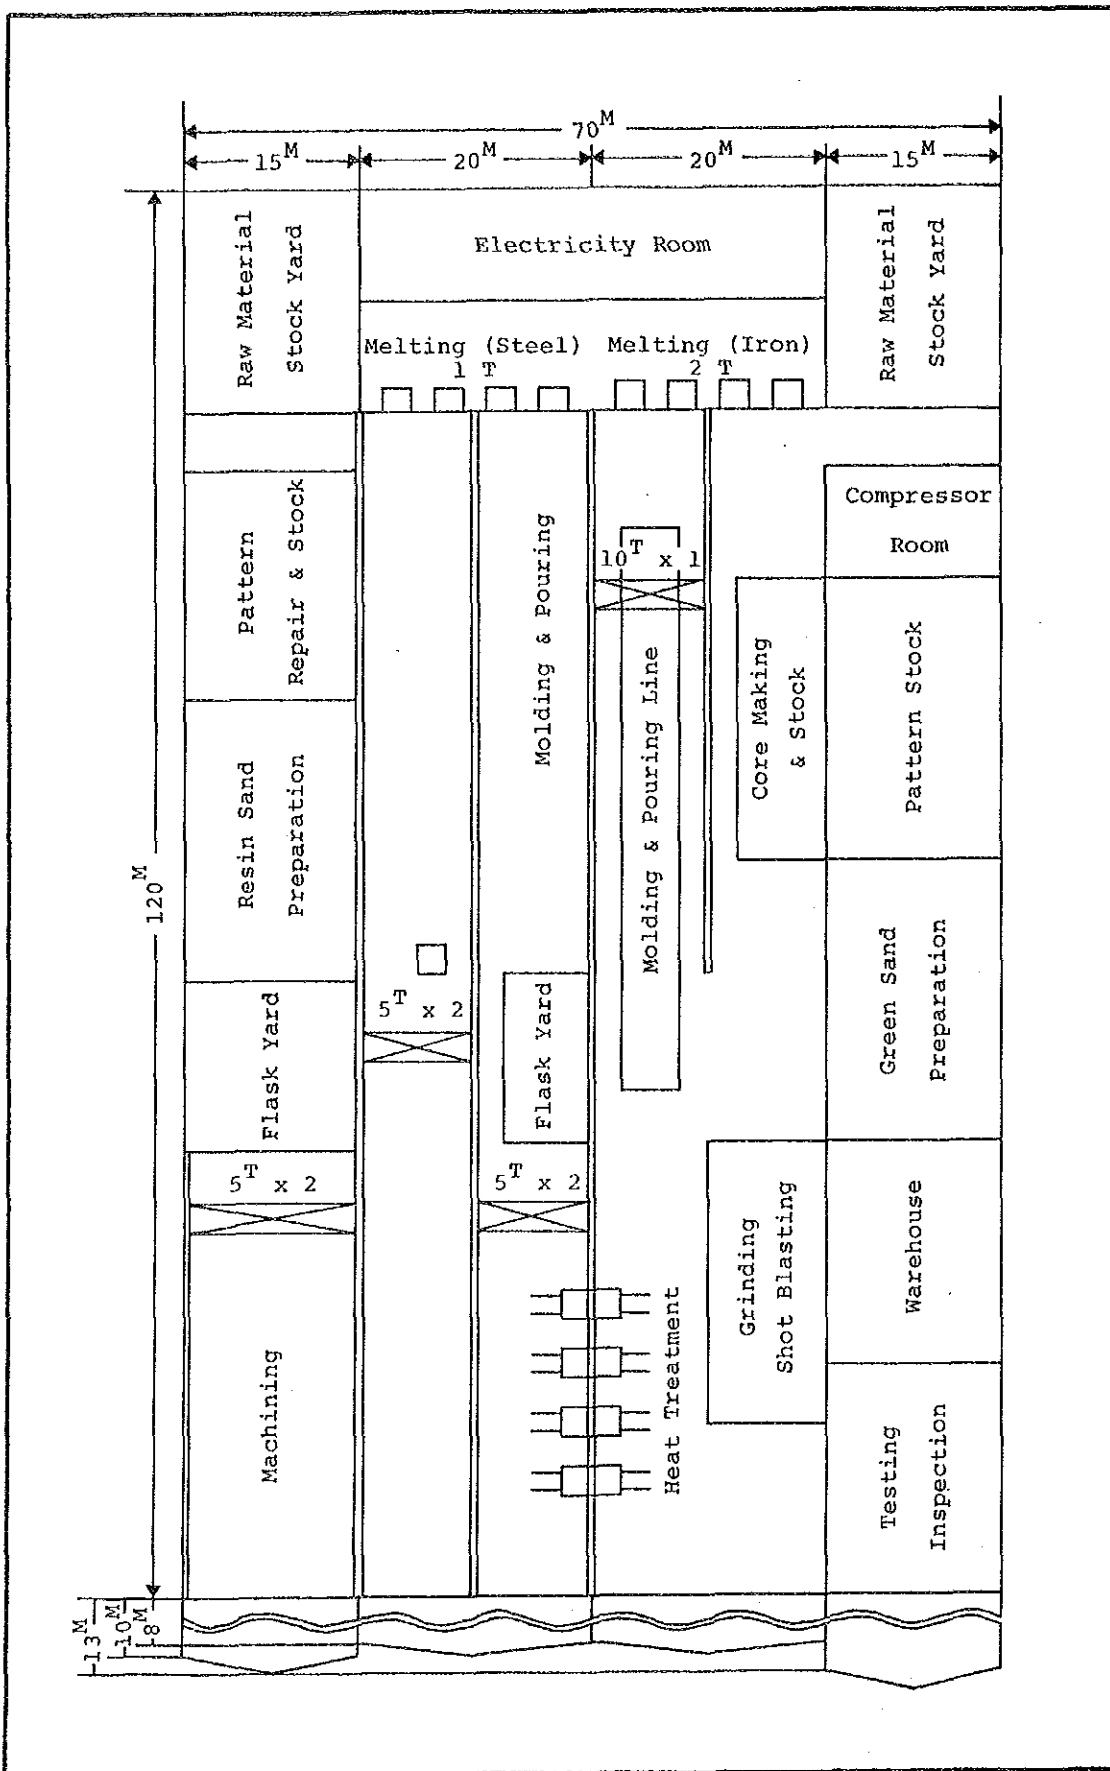 70M
15M
20M
20M
15M
120M
Raw Material
Stock Yard
Electricity Room
Raw Material
Stock Yard
Melting (Steel)
1 T
Melting (Iron)
2 T
Pattern
Repair & Stock
Molding & Pouring
10T x 1
Compressor
Room
Molding & Pouring Line
Core Making
& Stock
Pattern Stock
Resin Sand
Preparation
5T x 2
Flask Yard
Flask Yard
Green Sand
Preparation
5T x 2
5T x 2
Grinding
Shot Blasting
Warehouse
Machining
Heat Treatment
Testing
Inspection
13M
10M
8M